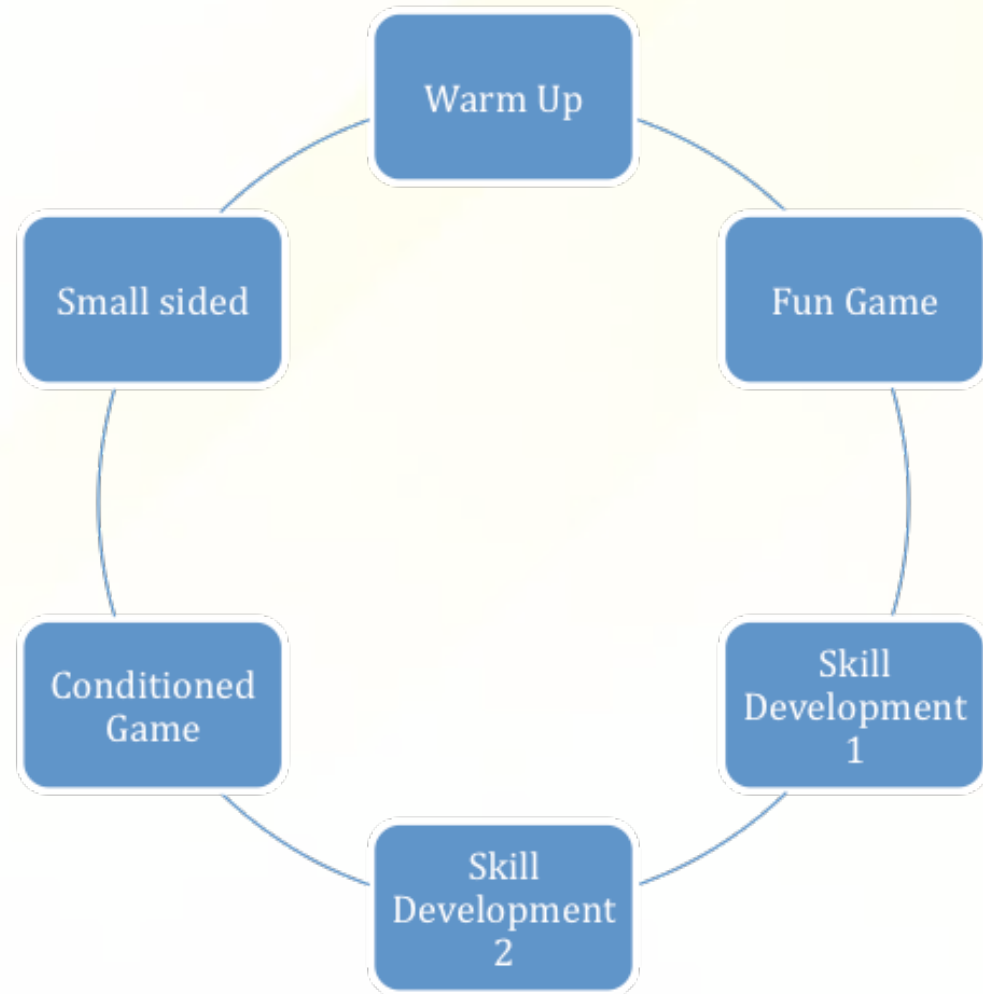 Warm Up
Fun Game
Skill
Development
1
Skill
Development
2
Conditioned
Game
Small sided